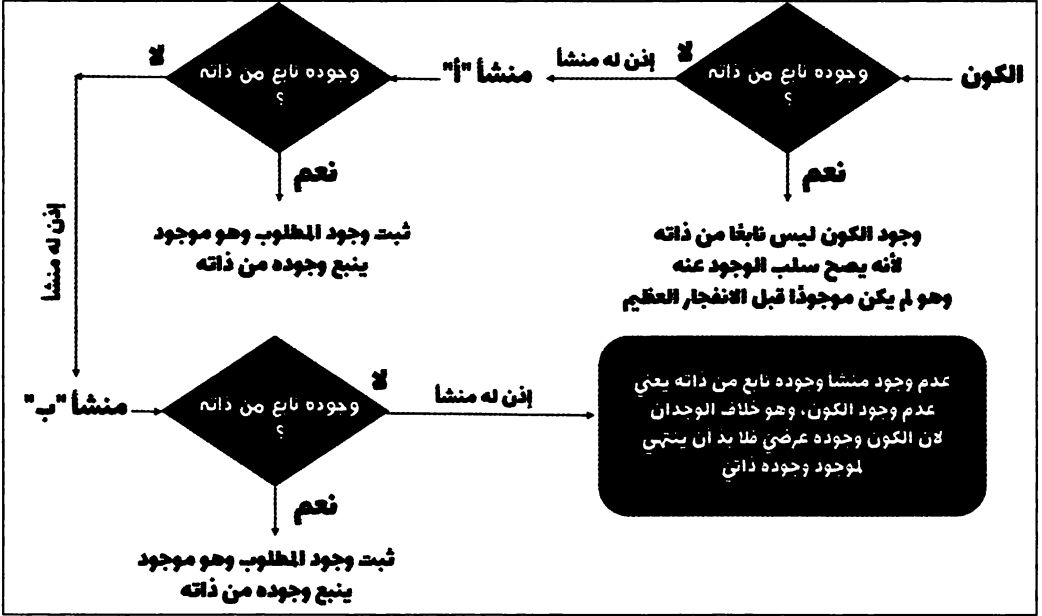 الكون
وجوده نابع من ذاته
؟
لا
إذن له منشأ
نعم
وجود الكون ليس نابعًا من ذاته
لأنه يصح سلب الوجود عنه
وهو لم يكن موجودًا قبل الانفجار العظيم
منشأ "أ"
وجوده نابع من ذاته
؟
لا
إذن له منشأ
نعم
ثبت وجود المطلوب وهو موجود
ينبع وجوده من ذاته
منشأ "ب"
وجوده نابع من ذاته
؟
لا
إذن له منشأ
نعم
ثبت وجود المطلوب وهو موجود
ينبع وجوده من ذاته
عدم وجود منشأ وجوده نابع من ذاته يعني
عدم وجود الكون، وهو خلاف الوجدان
لان الكون وجوده عرضي فلا بد أن ينتهي
لموجود وجوده ذاتي